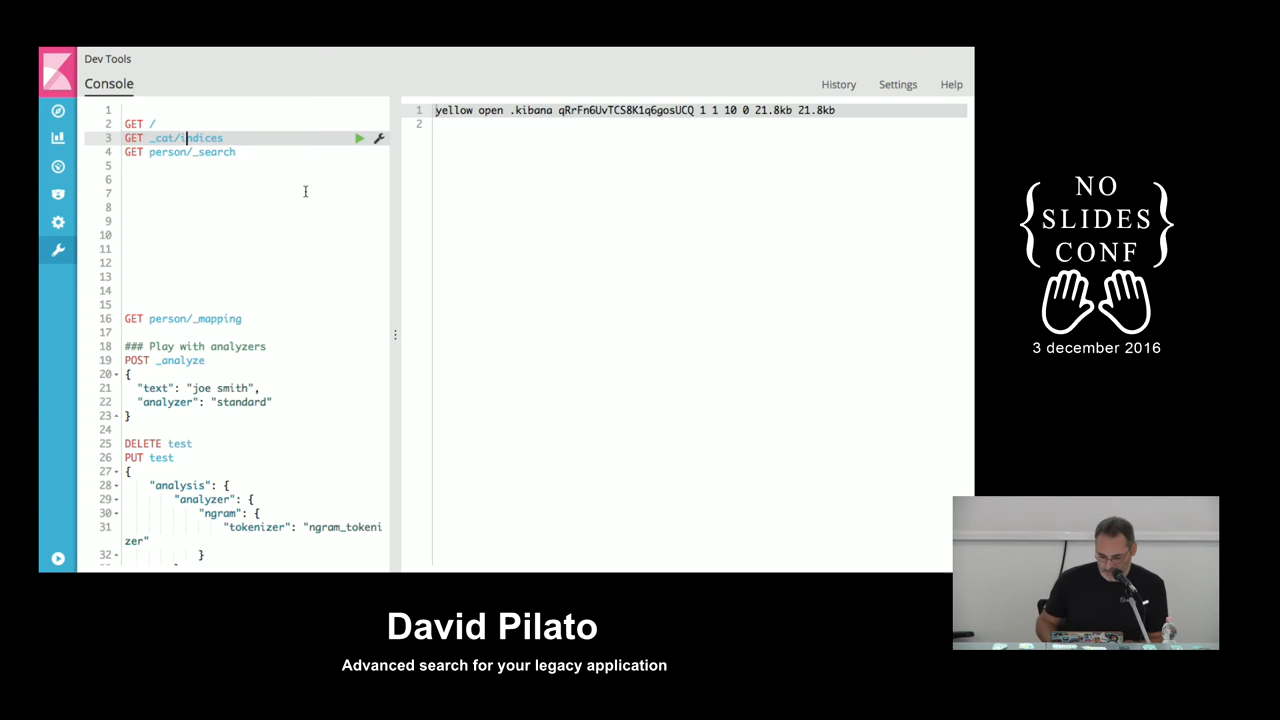 Dev Tools
Console
History Settings Help
1
2 GET /
3 GET _cat/indices
4 GET person/_search
5
6
7
8
9
10
11
12
13
14
15
16 GET person/_mapping
17
18 ### Play with analyzers
19 POST _analyze
20 {
21 "text": "joe smith",
22 "analyzer": "standard"
23 }
24
25 DELETE test
26 PUT test
27 {
28 "analysis": {
29 "analyzer": {
30 "ngram": {
31 "tokenizer": "ngram_tokeni
zer"
32 }
1 yellow open .kibana qRrFn6UvTCS8K1q6gosUCQ 1 1 10 0 21.8kb 21.8kb
2
NO
SLIDES
CONF
3 december 2016
David Pilato
Advanced search for your legacy application